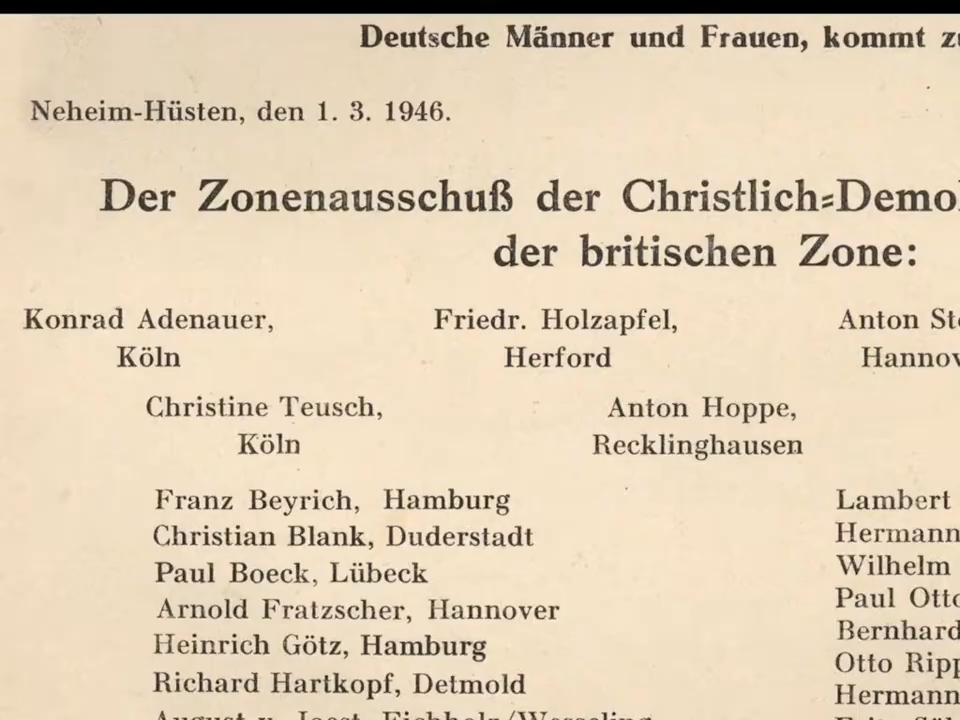 Deutsche Männer und Frauen, kommt
Neheim-Hüsten, den 1. 3. 1946.
Der Zonenausschuß der Christlich=
der britischen Zone:
Konrad Adenauer, Friedr. Holzapfel, Anton
Köln Herford
Christine Teusch, Anton Hoppe,
Köln Recklinghausen
Franz Beyrich, Hamburg
Christian Blank, Duderstadt
Paul Boeck, Lübeck
Arnold Fratzscher, Hannover
Heinrich Götz, Hamburg
Richard Hartkopf, Detmold
Lambert
Hermann
Wilhelm
Paul
Bernhard
Otto
Hermann